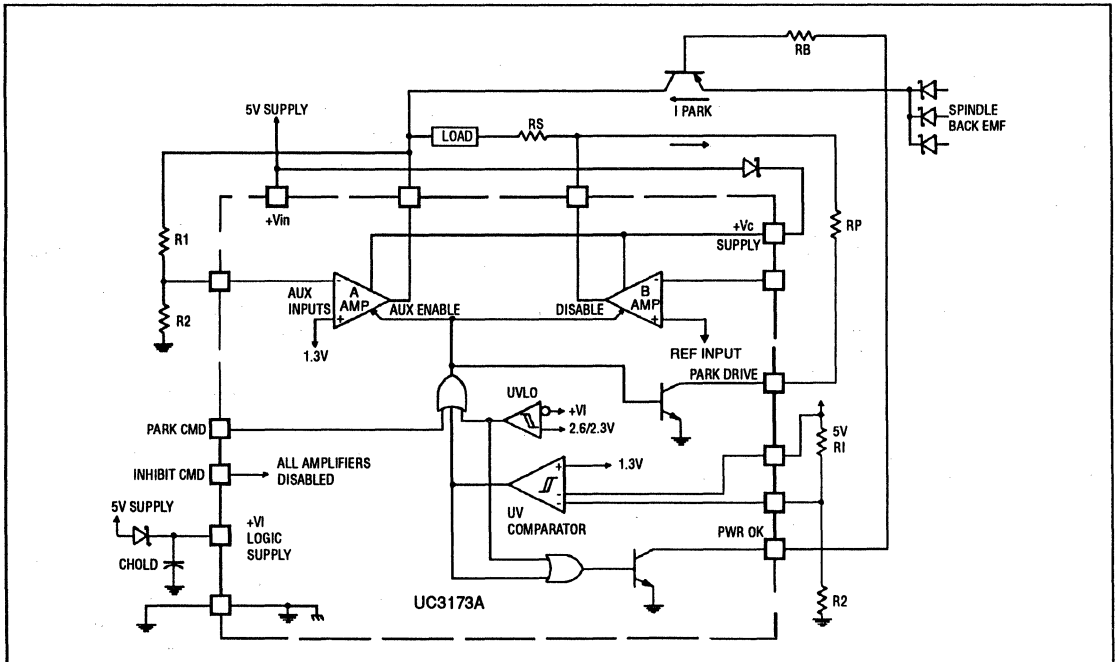 RB
5V SUPPLY
I PARK
SPINDLE
BACK EMF
LOAD
RS
+Vin
+Vc
SUPPLY
RP
R1
A
AMP
B
AMP
AUX
INPUTS
AUX ENABLE
DISABLE
R2
1.3V
REF INPUT
PARK DRIVE
UVLO
+VI
2.6/2.3V
PARK CMD
5V
RI
1.3V
INHIBIT CMD
ALL AMPLIFIERS
DISABLED
5V SUPPLY
+VI
LOGIC
SUPPLY
UV
COMPARATOR
PWR OK
CHOLD
UC3173A
R2